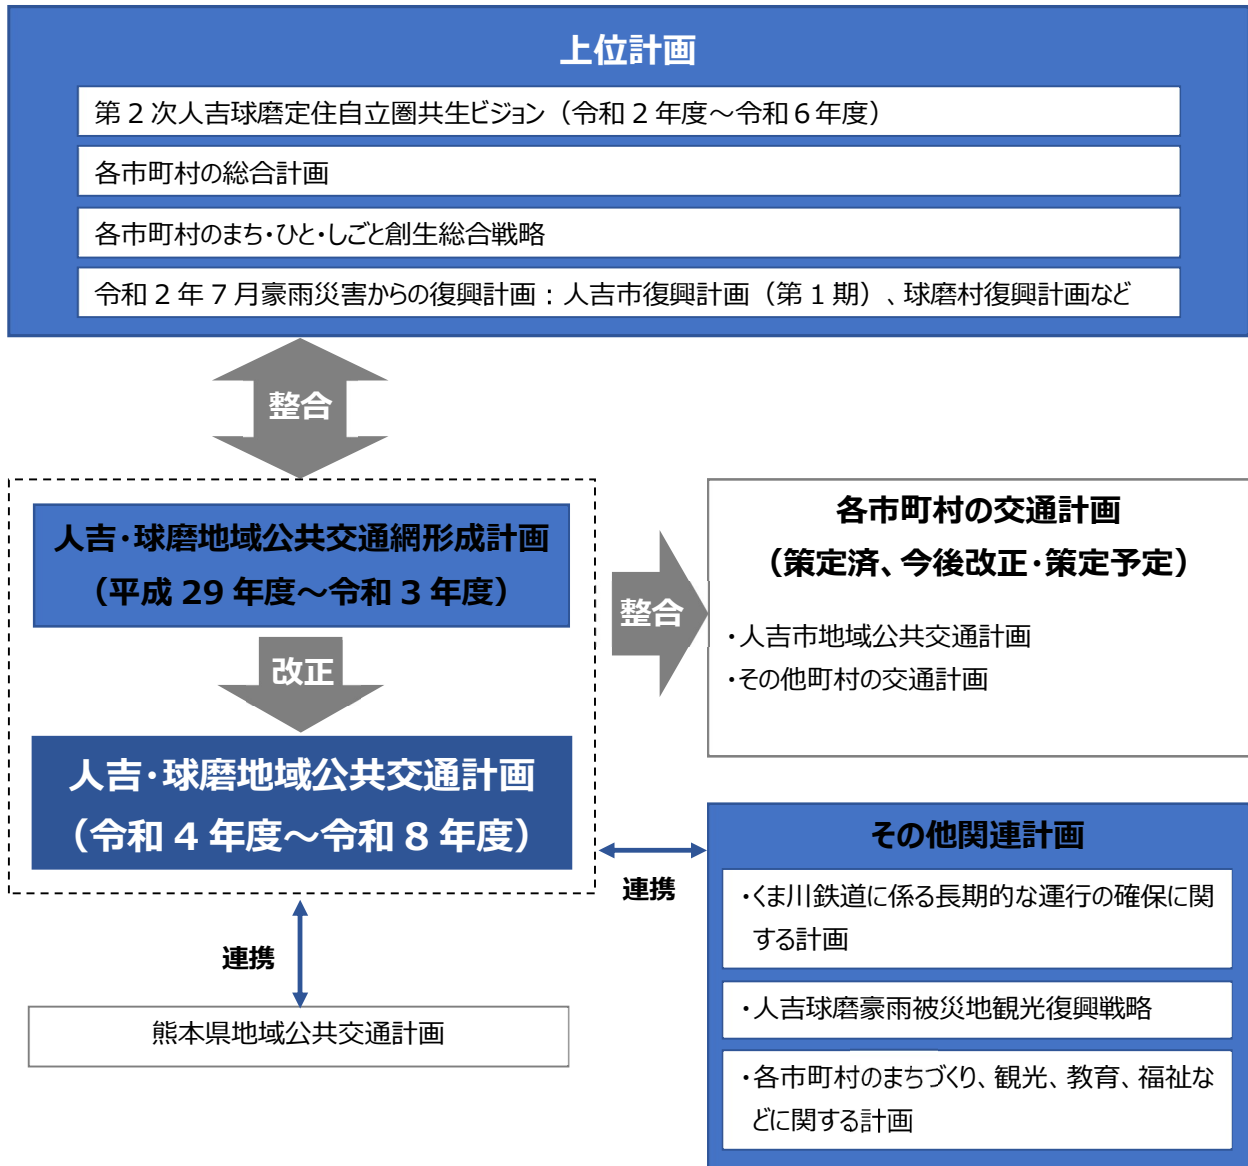 上位計画
第2次人吉球磨定住自立圏共生ビジョン（令和2年度～令和6年度）
各市町村の総合計画
各市町村のまち・ひと・しごと創生総合戦略
令和2年7月豪雨災害からの復興計画：人吉市復興計画（第1期）、球磨村復興計画など
整合
人吉・球磨地域公共交通網形成計画
（平成29年度～令和3年度）
改正
人吉・球磨地域公共交通計画
（令和4年度～令和8年度）
整合
各市町村の交通計画
（策定済、今後改正・策定予定）
・人吉市地域公共交通計画
・その他町村の交通計画
連携
その他関連計画
・くま川鉄道に係る長期的な運行の確保に関
する計画
・人吉球磨豪雨被災地観光復興戦略
・各市町村のまちづくり、観光、教育、福祉な
どに関する計画
連携
熊本県地域公共交通計画